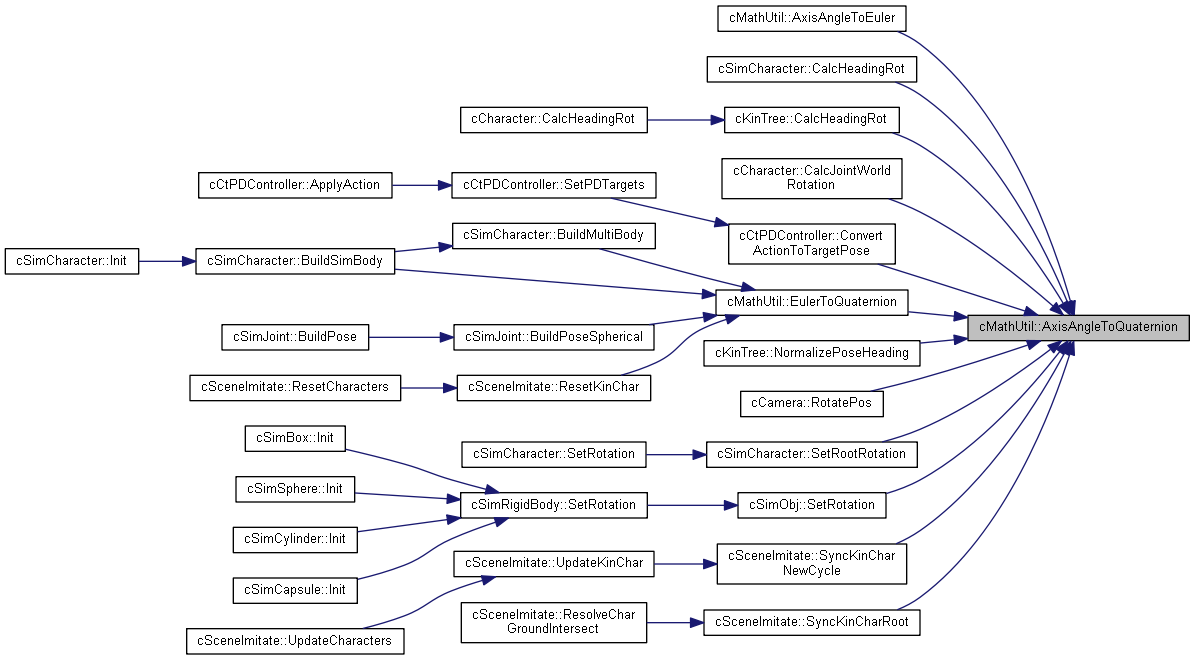 cMathUtil::AxisAngleToEuler
cSimCharacter::CalcHeadingRot
cCharacter::CalcHeadingRot
cKinTree::CalcHeadingRot
cCharacter::CalcJointWorld
Rotation
cCtPDController::ApplyAction
cCtPDController::SetPDTargets
cCtPDController::Convert
ActionToTargetPose
cSimCharacter::BuildMultiBody
cSimCharacter::Init
cSimCharacter::BuildSimBody
cMathUtil::EulerToQuaternion
cMathUtil::AxisAngleToQuaternion
cSimJoint::BuildPose
cSimJoint::BuildPoseSpherical
cKinTree::NormalizePoseHeading
cSceneImitate::ResetCharacters
cSceneImitate::ResetKinChar
cCamera::RotatePos
cSimBox::Init
cSimCharacter::SetRotation
cSimCharacter::SetRootRotation
cSimSphere::Init
cSimRigidBody::SetRotation
cSimObj::SetRotation
cSimCylinder::Init
cSceneImitate::UpdateKinChar
cSceneImitate::SyncKinChar
NewCycle
cSimCapsule::Init
cSceneImitate::ResolveChar
GroundIntersect
cSceneImitate::SyncKinCharRoot
cSceneImitate::UpdateCharacters